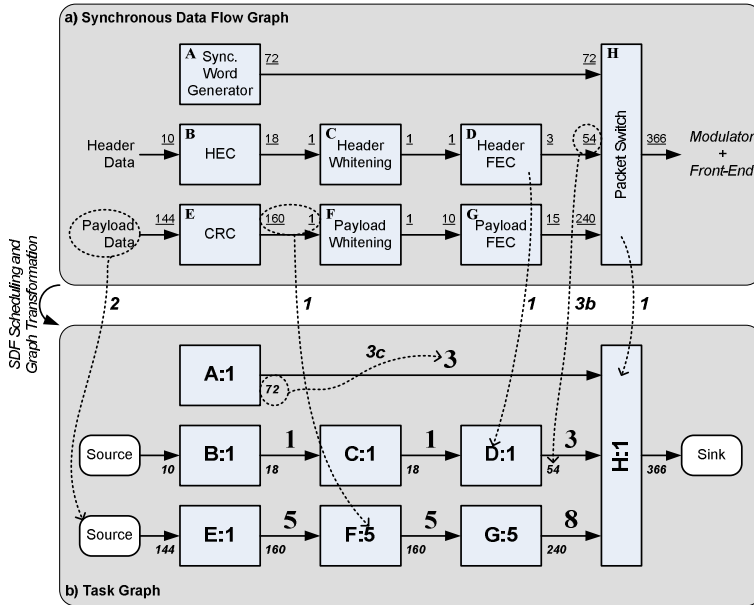 a) Synchronous Data Flow Graph
A Sync. Word Generator
72
72
H
Packet Switch
Header Data
10
B
HEC
18
1
C
Header Whitening
1
1
D
Header FEC
3
54
366
Modulator
+
Front-End
Payload Data
144
E
CRC
160
1
F
Payload Whitening
1
10
G
Payload FEC
15
240
SDF Scheduling and
Graph Transformation
2
1
1
3b
1
A:1
72
3c
3
H:1
Source
10
B:1
1
18
C:1
1
18
D:1
3
54
366
Sink
Source
144
E:1
5
160
F:5
5
160
G:5
8
240
b) Task Graph